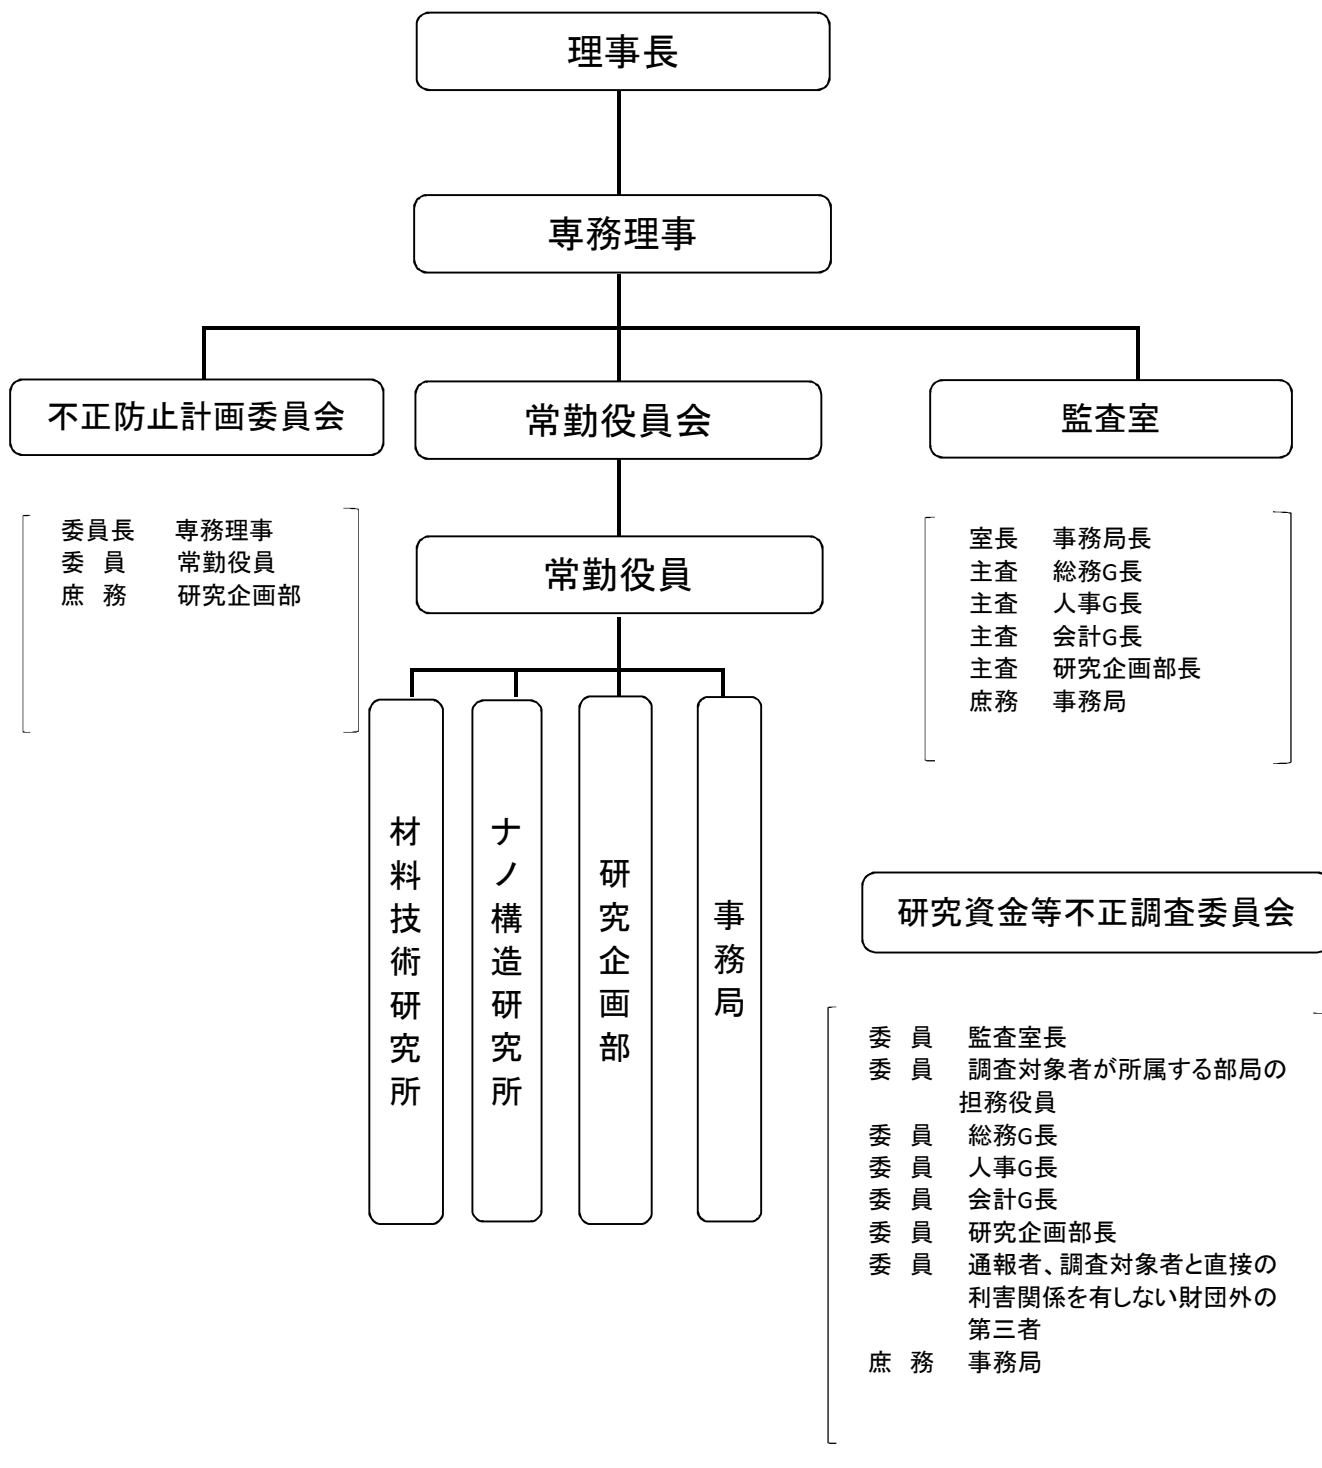 理事長
専務理事
不正防止計画委員会
常勤役員会
監査室
委員長 専務理事
委 員 常勤役員
庶 務 研究企画部
常勤役員
室長 事務局長
主査 総務G長
主査 人事G長
主査 会計G長
主査 研究企画部長
庶務 事務局
材料技術研究所
ナノ構造研究所
研究企画部
事務局
研究資金等不正調査委員会
委 員 監査室長
委 員 調査対象者が所属する部局の
担務役員
委 員 総務G長
委 員 人事G長
委 員 会計G長
委 員 研究企画部長
委 員 通報者、調査対象者と直接の
利害関係を有しない財団外の
第三者
庶 務 事務局